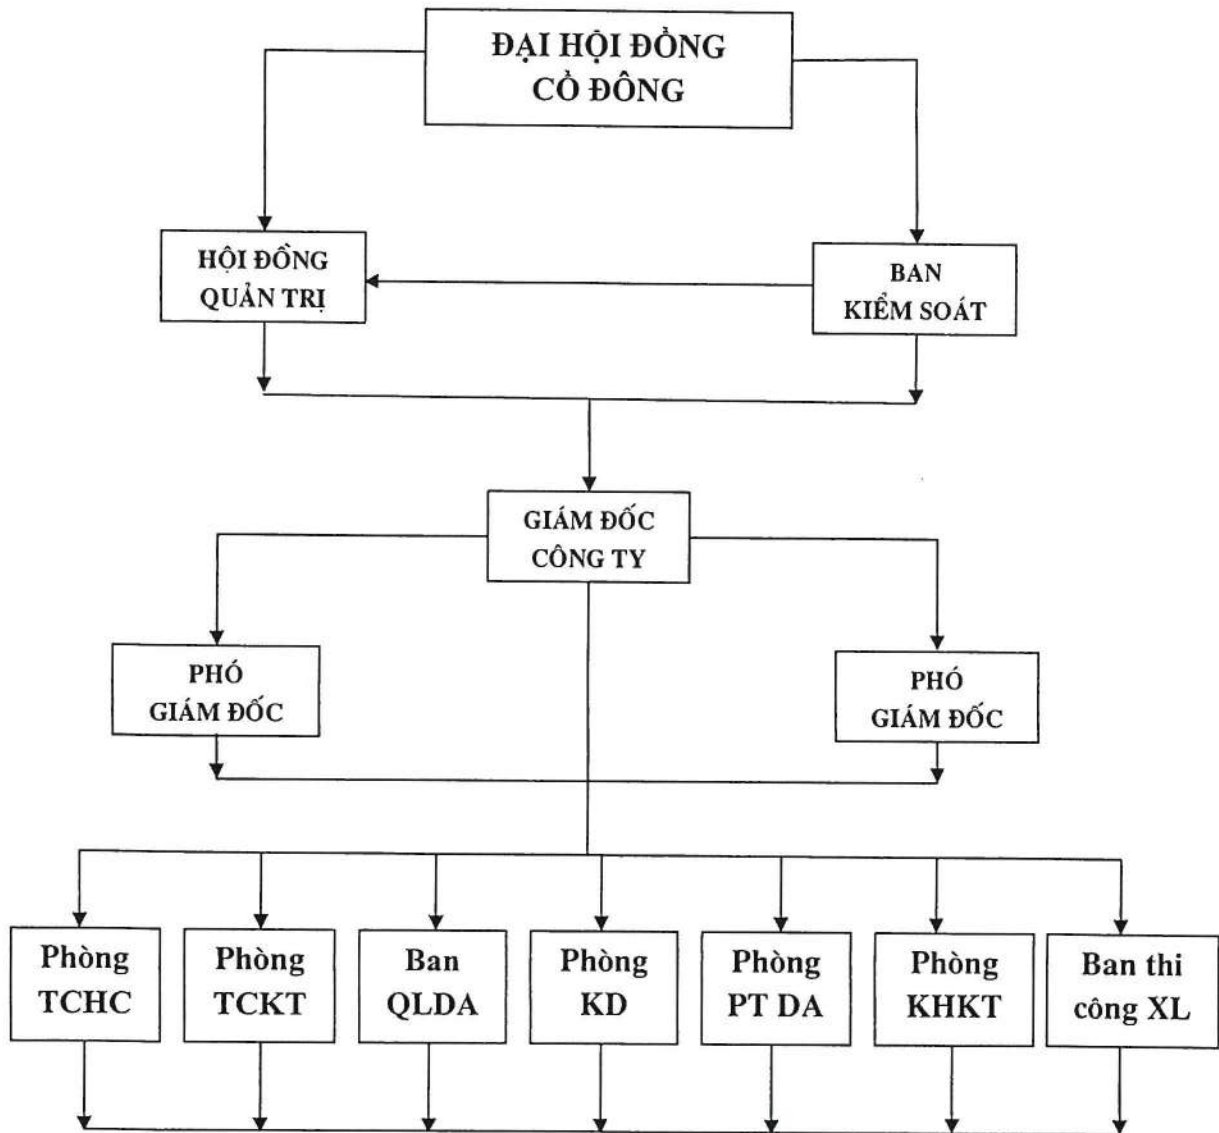 ĐẠI HỘI ĐỒNG
CỔ ĐÔNG
HỘI ĐỒNG
QUẢN TRỊ
BAN
KIỂM SOÁT
GIÁM ĐỐC
CÔNG TY
PHÓ
GIÁM ĐỐC
PHÓ
GIÁM ĐỐC
Phòng
TCHC
Phòng
TCKT
Ban
QLDA
Phòng
KD
Phòng
PT DA
Phòng
KHKT
Ban thi
công XL